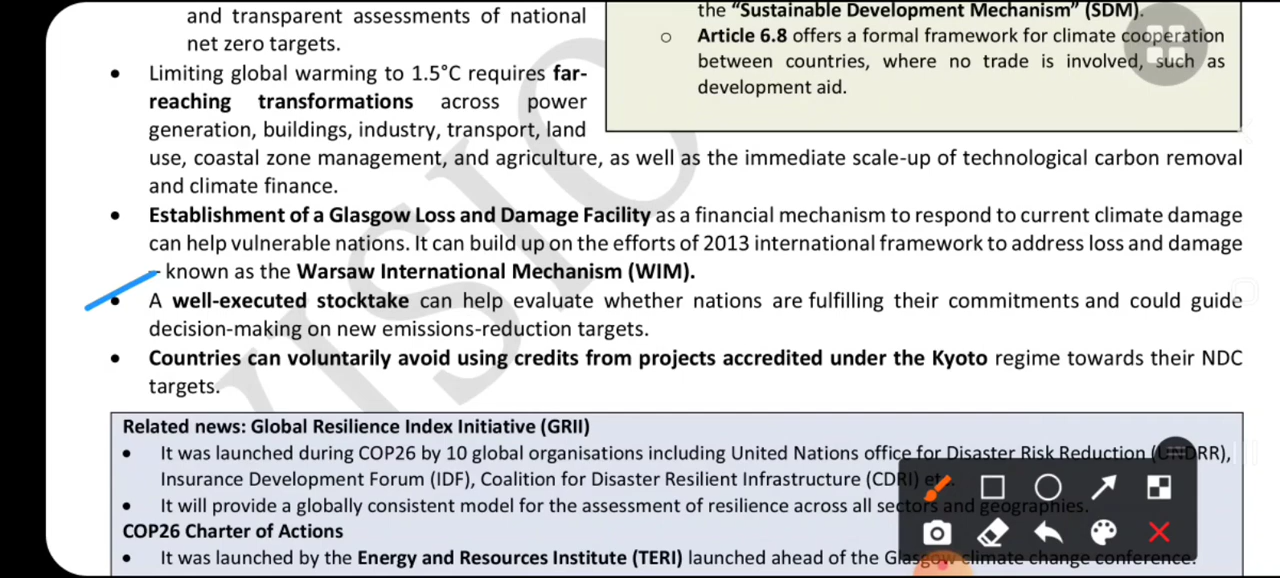 and transparent assessments of national
net zero targets.
• Limiting global warming to 1.5°C requires far-
reaching transformations across power
generation, buildings, industry, transport, land
use, coastal zone management, and agriculture, as well as the immediate scale-up of technological carbon removal
and climate finance.
the “Sustainable Development Mechanism” (SDM).
o Article 6.8 offers a formal framework for climate cooperation
between countries, where no trade is involved, such as
development aid.
• Establishment of a Glasgow Loss and Damage Facility as a financial mechanism to respond to current climate damage
can help vulnerable nations. It can build up on the efforts of 2013 international framework to address loss and damage
- known as the Warsaw International Mechanism (WIM).
• A well-executed stocktake can help evaluate whether nations are fulfilling their commitments and could guide
decision-making on new emissions-reduction targets.
• Countries can voluntarily avoid using credits from projects accredited under the Kyoto regime towards their NDC
targets.
Related news: Global Resilience Index Initiative (GRII)
• It was launched during COP26 by 10 global organisations including United Nations office for Disaster Risk Reduction (UNDRR),
Insurance Development Forum (IDF), Coalition for Disaster Resilient Infrastructure (CDRI) etc.
• It will provide a globally consistent model for the assessment of resilience across all sectors and geographies.
COP26 Charter of Actions
• It was launched by the Energy and Resources Institute (TERI) launched ahead of the Glasgow climate change conference.
VISIO